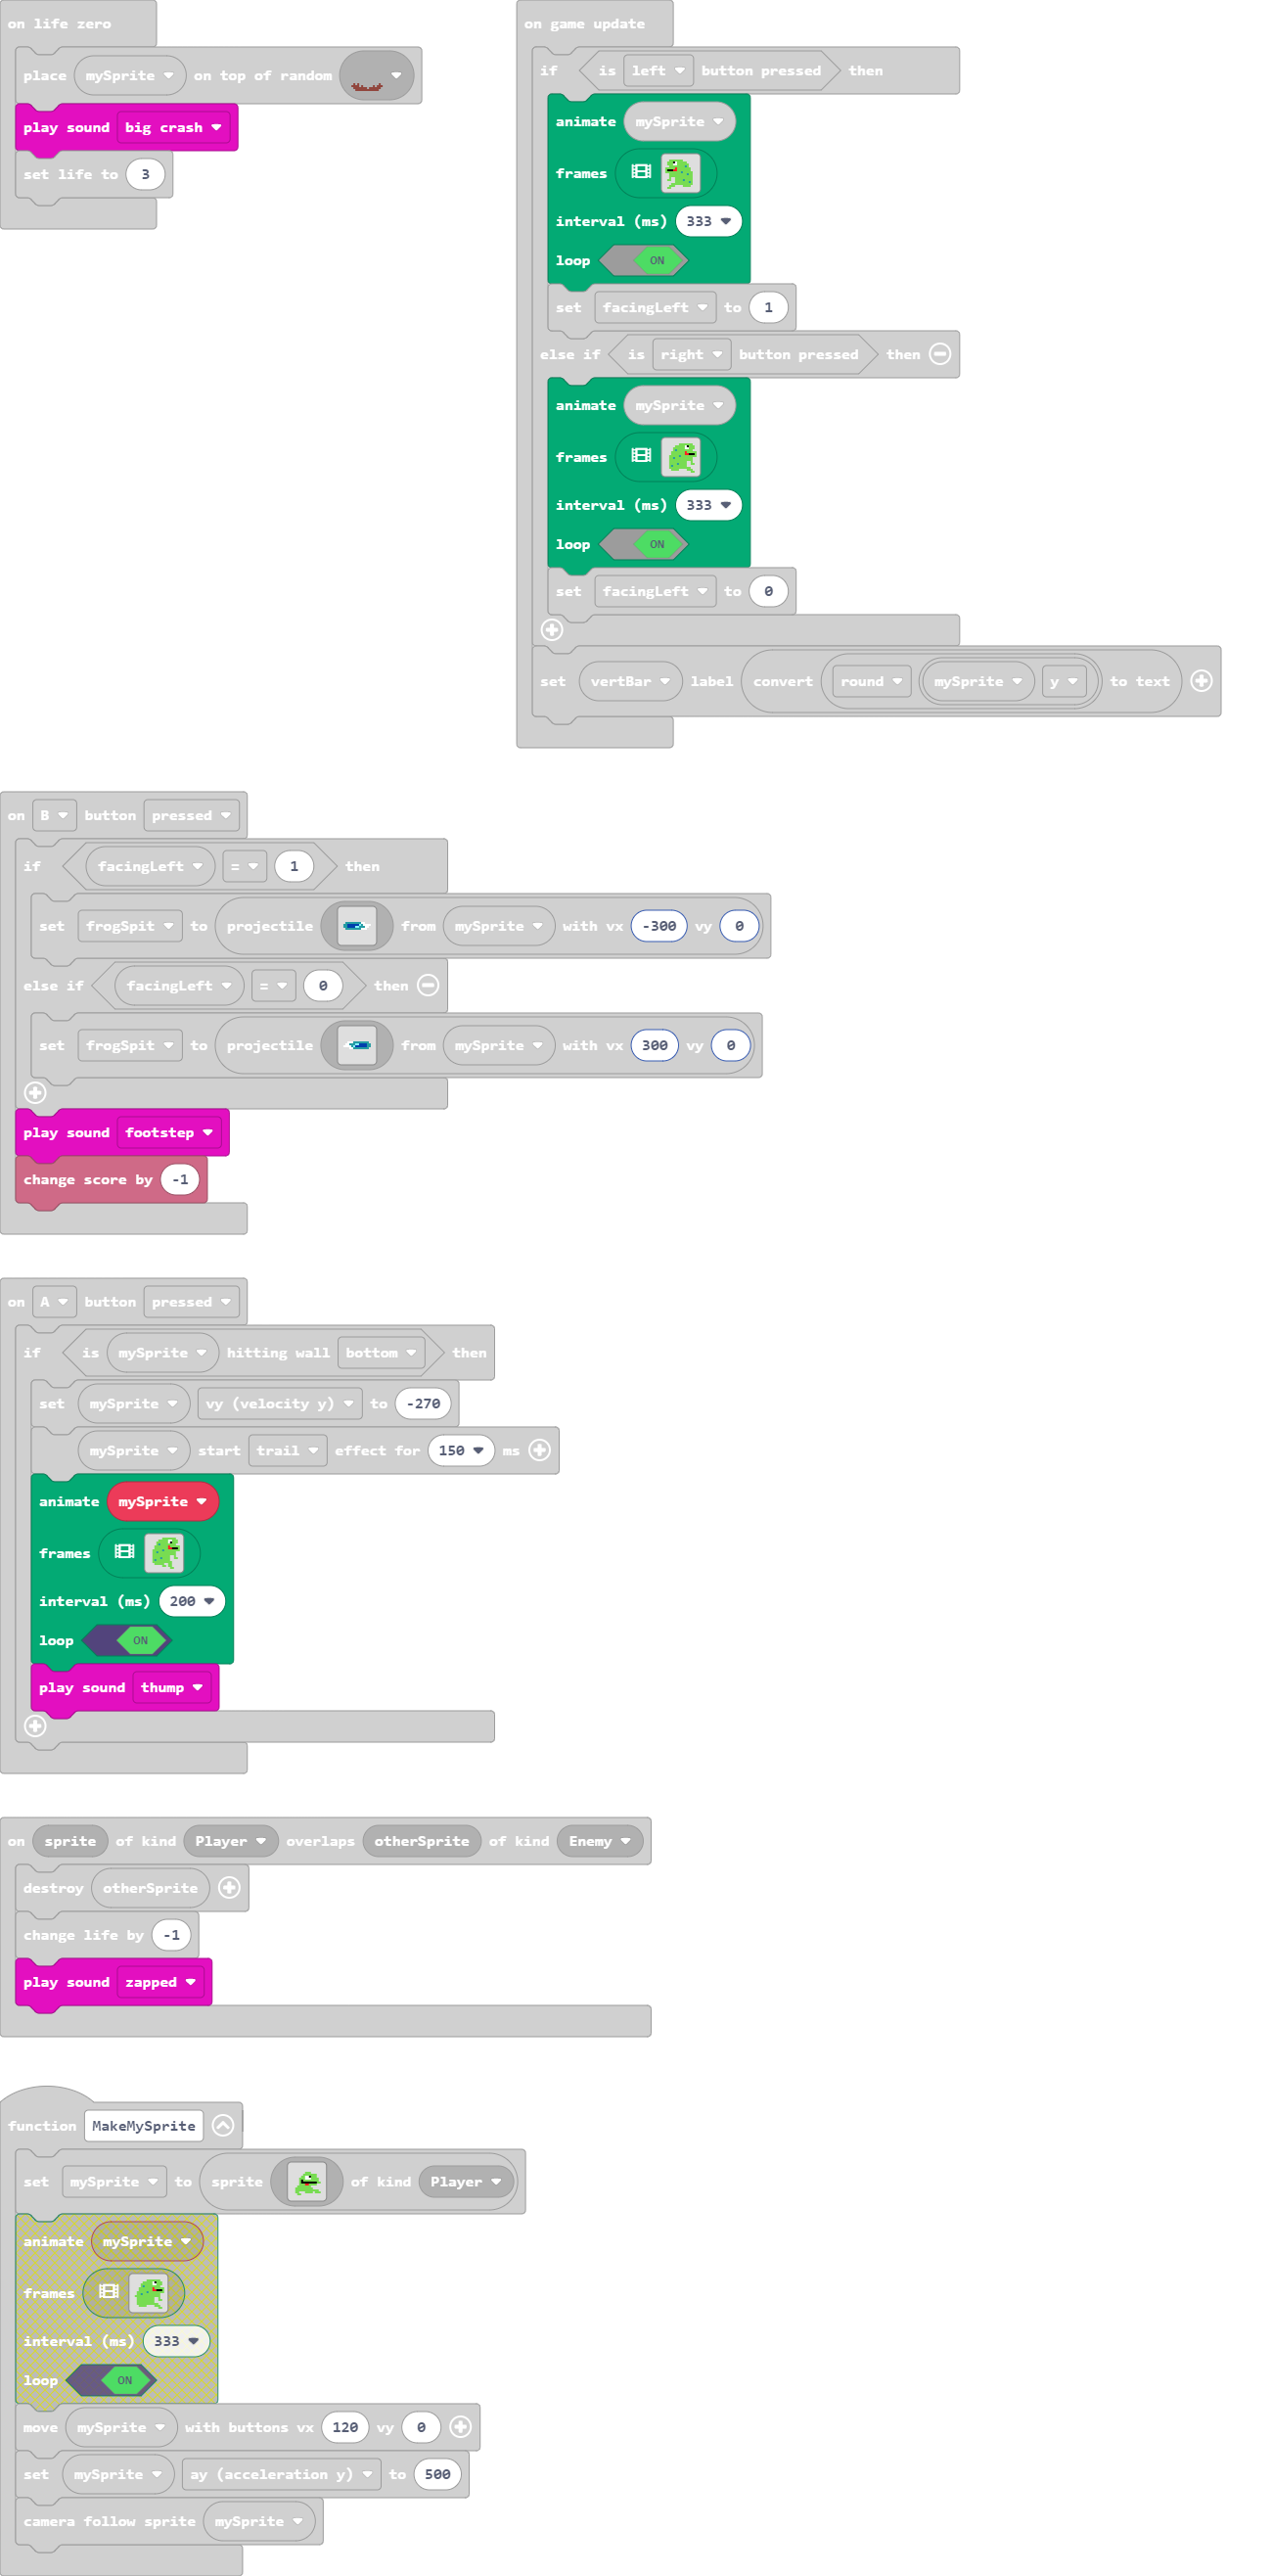 on life zero
place mySprite on top of random
play sound big crash
set life to 3
on game update
if is left button pressed then
animate mySprite
frames
interval (ms) 333
loop ON
set facingLeft to 1
else if is right button pressed then
animate mySprite
frames
interval (ms) 333
loop ON
set facingLeft to 0
set vertBar label convert round mySprite y to text
on B button pressed
if facingLeft = 1 then
set frogSpit to projectile from mySprite with vx -300 vy 0
else if facingLeft = 0 then
set frogSpit to projectile from mySprite with vx 300 vy 0
play sound footstep
change score by -1
on A button pressed
if is mySprite hitting wall bottom then
set mySprite vy (velocity y) to -270
mySprite start trail effect for 150 ms
animate mySprite
frames
interval (ms) 200
loop ON
play sound thump
on sprite of kind Player overlaps otherSprite of kind Enemy
destroy otherSprite
change life by -1
play sound zapped
function MakeMySprite
set mySprite to sprite of kind Player
animate mySprite
frames
interval (ms) 333
loop ON
move mySprite with buttons vx 120 vy 0
set mySprite ay (acceleration y) to 500
camera follow sprite mySprite